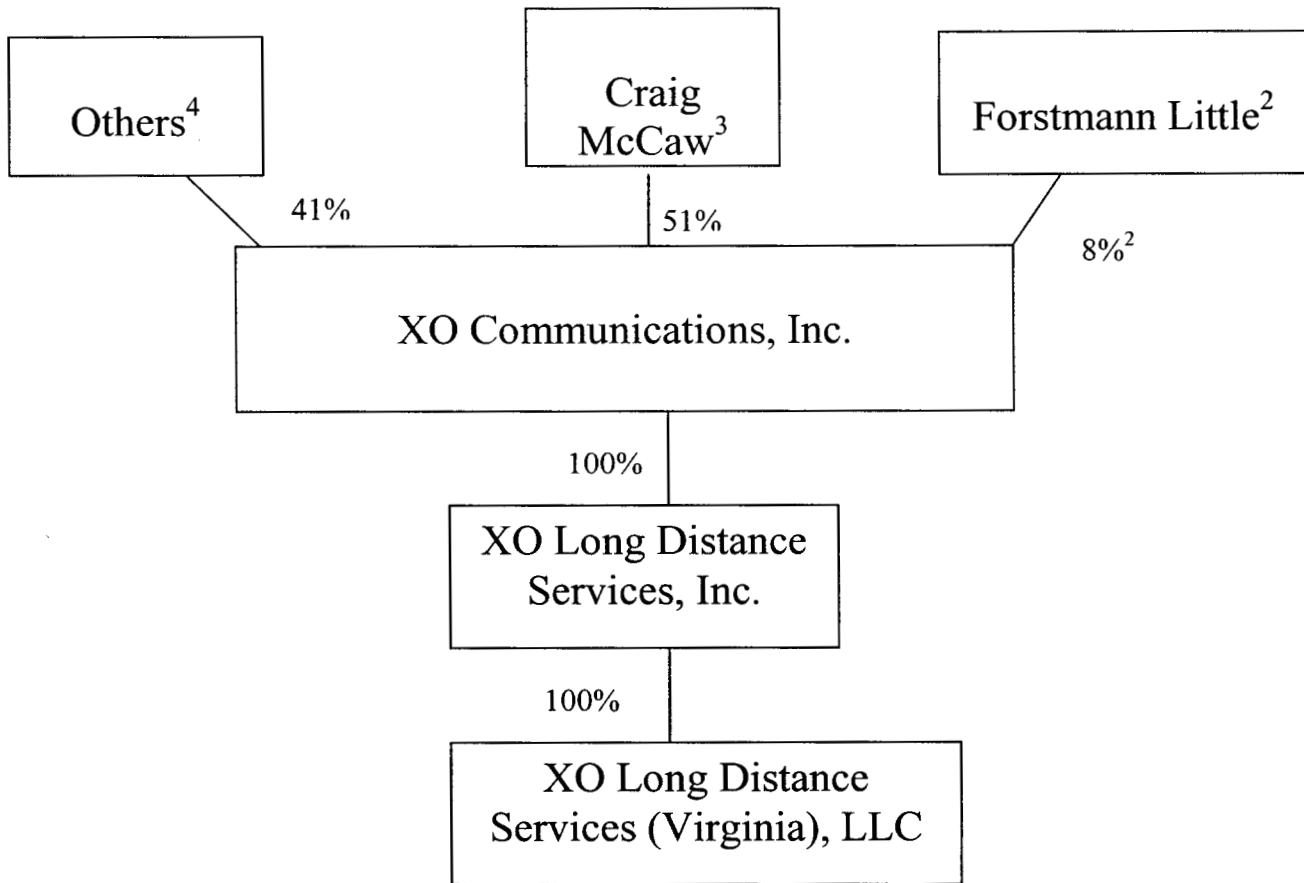 Others⁴
Craig
McCaw³
Forstmann Little²
41%
51%
8%²
XO Communications, Inc.
100%
XO Long Distance
Services, Inc.
100%
XO Long Distance
Services (Virginia), LLC